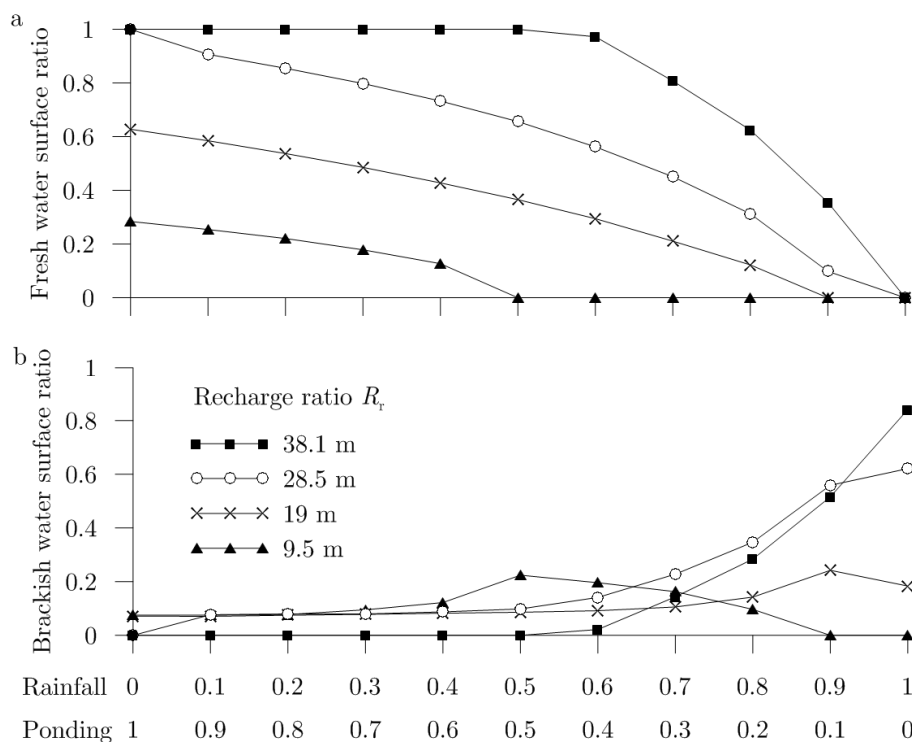 a
Fresh water surface ratio
1
0.8
0.6
0.4
0.2
0
b
Brackish water surface ratio
1
0.8
0.6
0.4
0.2
0
Recharge ratio Rr
38.1 m
28.5 m
19 m
9.5 m
Rainfall 0 0.1 0.2 0.3 0.4 0.5 0.6 0.7 0.8 0.9 1
Ponding 1 0.9 0.8 0.7 0.6 0.5 0.4 0.3 0.2 0.1 0